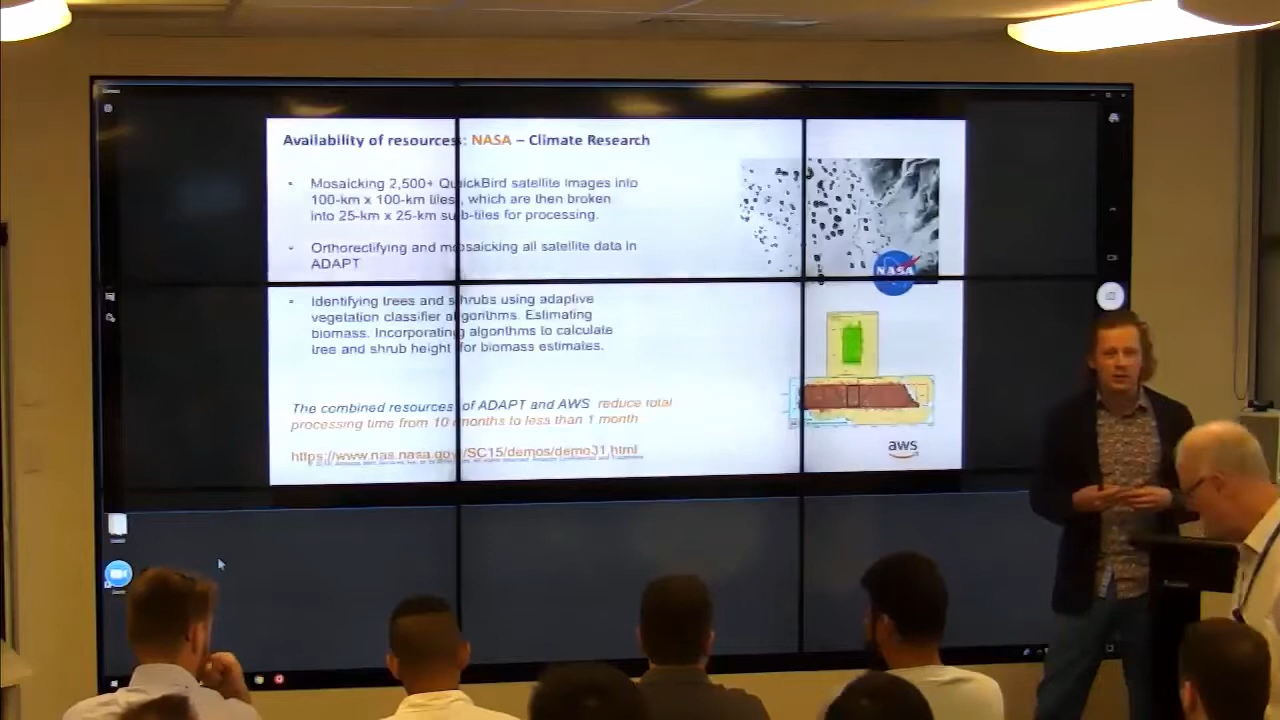 Availability of resources: NASA – Climate Research
Mosaicking 2,500+ QuickBird satellite images into
100-km x 100-km tiles, which are then broken
into 25-km x 25-km sub-tiles for processing.
Orthorectifying and mosaicking all satellite data in
ADAPT
NASA
Identifying trees and shrubs using adaptive
vegetation classifier algorithms. Estimating
biomass. Incorporating algorithms to calculate
tree and shrub height for biomass estimates.
The combined resources of ADAPT and AWS reduce total
processing time from 10 months to less than 1 month
aws
https://www.nas.nasa.gov/SC15/demos/demo31.html